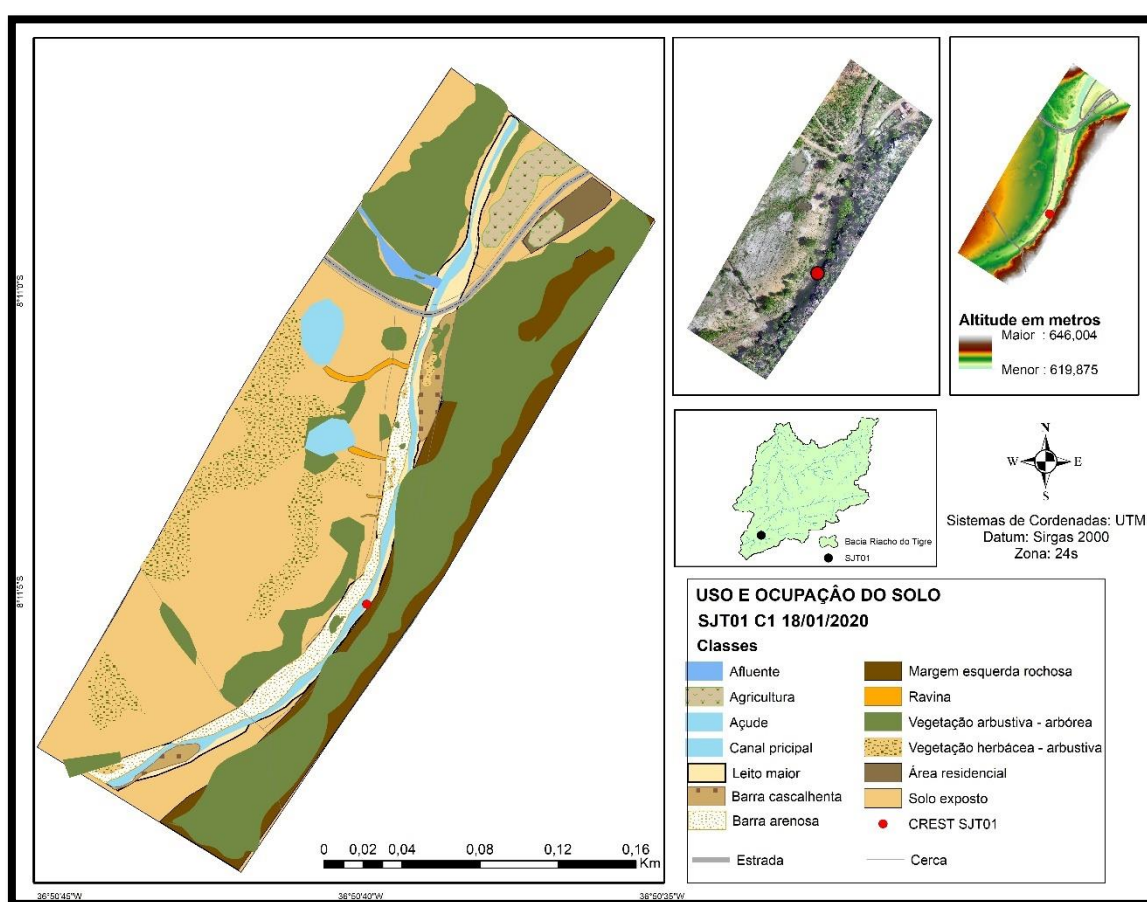 8°11'0"S
8°11'5"S
36°50'45"W
36°50'40"W
36°50'35"W
0 0,02 0,04 0,08 0,12 0,16
Km
Altitude em metros
Maior : 646,004
Menor : 619,875
Bacia Riacho do Tigre
SJT01
N
W E
S
Sistemas de Cordenadas: UTM
Datum: Sirgas 2000
Zona: 24s
USO E OCUPAÇÂO DO SOLO
SJT01 C1 18/01/2020
Classes
Afluente
Agricultura
Açude
Canal pricipal
Leito maior
Barra cascalhenta
Barra arenosa
Estrada
Margem esquerda rochosa
Ravina
Vegetação arbustiva - arbórea
Vegetação herbácea - arbustiva
Área residencial
Solo exposto
CREST SJT01
Cerca